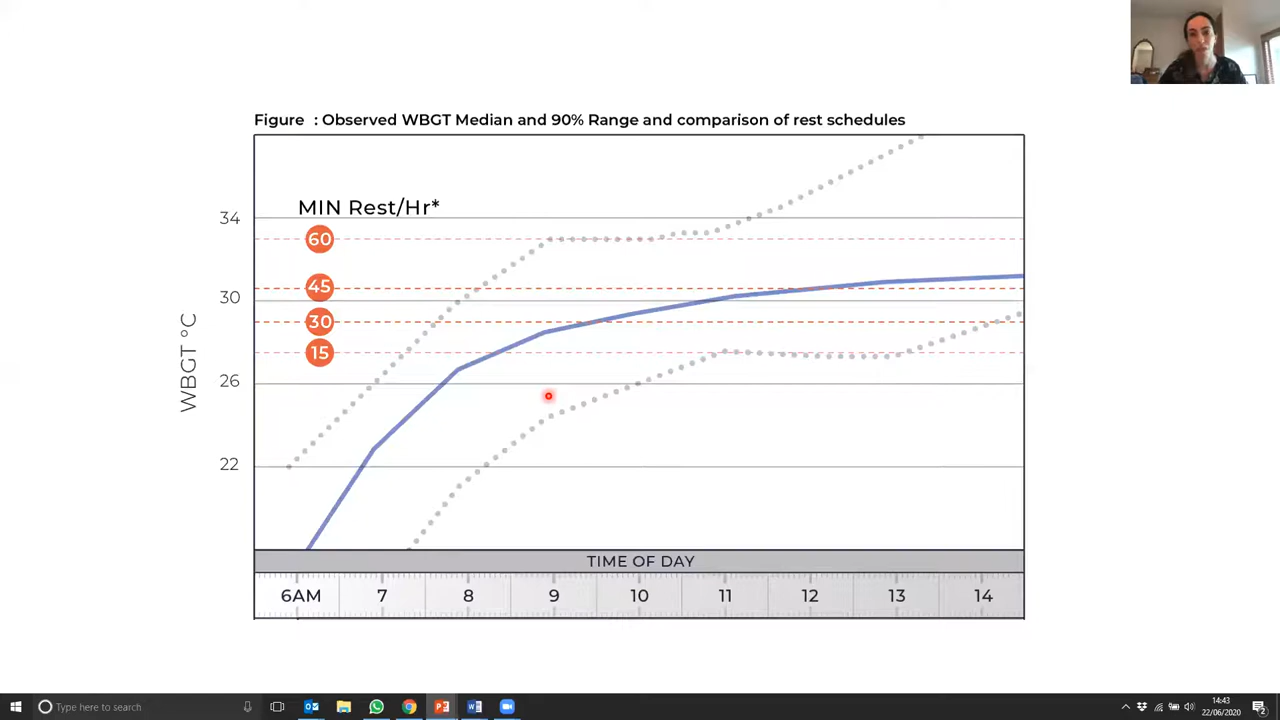 Figure : Observed WBGT Median and 90% Range and comparison of rest schedules
MIN Rest/Hr*
34
60
45
30
30
15
26
22
WBGT °C
TIME OF DAY
6AM 7 8 9 10 11 12 13 14
Type here to search
14:43
22/06/2020
2